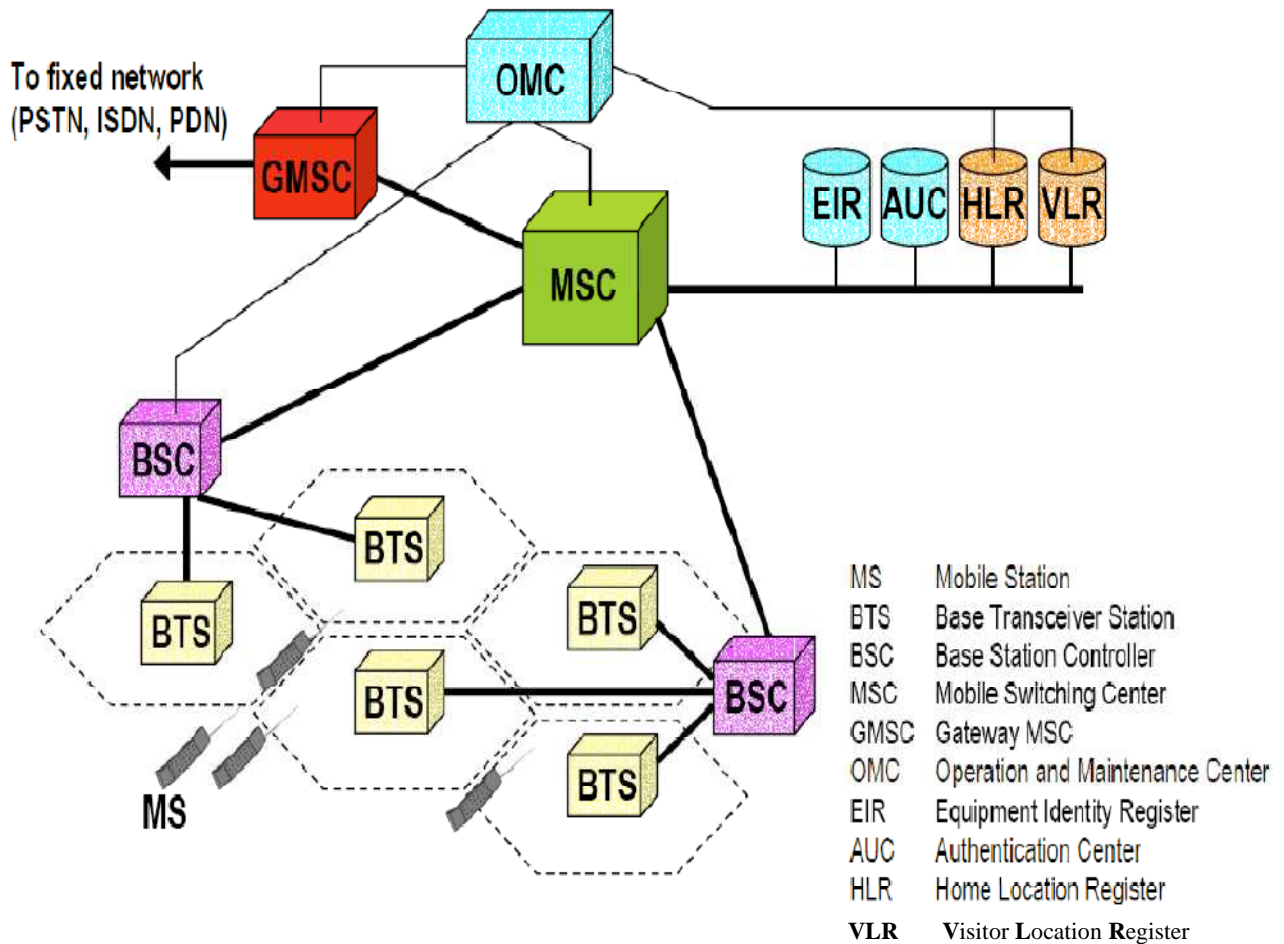 To fixed network
(PSTN, ISDN, PDN)
OMC
GMSC
EIR AUC HLR VLR
MSC
BSC
BTS
BTS
BTS
BTS
BSC
BTS
MS
MS Mobile Station
BTS Base Transceiver Station
BSC Base Station Controller
MSC Mobile Switching Center
GMSC Gateway MSC
OMC Operation and Maintenance Center
EIR Equipment Identity Register
AUC Authentication Center
HLR Home Location Register
VLR Visitor Location Register